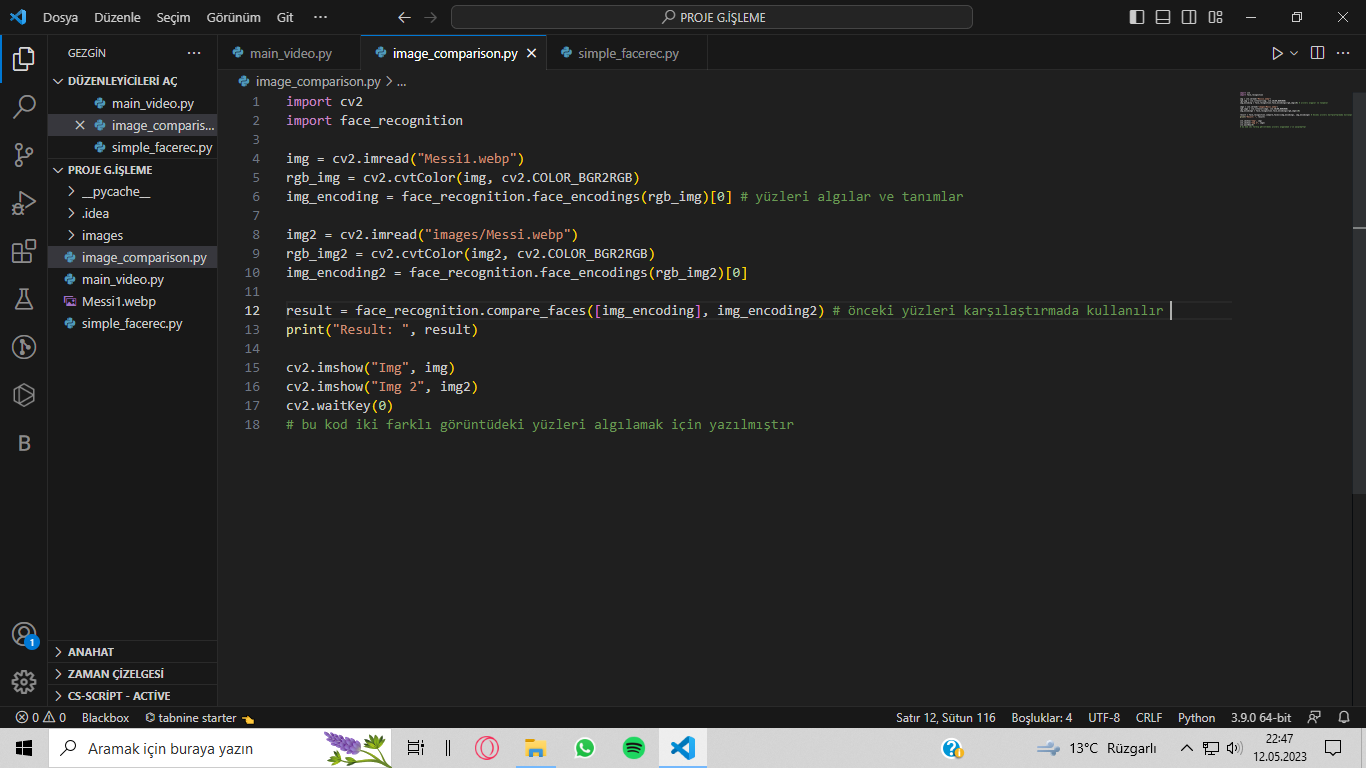 Dosya Düzenle Seçim Görünüm Git ··· PROJE G.İŞLEME
GEZGİN ···
DÜZENLEYİCİLERİ AÇ
main_video.py
image_comparis...
simple_facerec.py
PROJE G.İŞLEME
__pycache__
.idea
images
image_comparison.py
main_video.py
Messi1.webp
simple_facerec.py
ANAHAT
ZAMAN ÇİZELGESİ
CS-SCRİPT - ACTİVE
main_video.py image_comparison.py simple_facerec.py
image_comparison.py > ...
1 import cv2
2 import face_recognition
3
4 img = cv2.imread("Messi1.webp")
5 rgb_img = cv2.cvtColor(img, cv2.COLOR_BGR2RGB)
6 img_encoding = face_recognition.face_encodings(rgb_img)[0] # yüzleri algılar ve tanımlar
7
8 img2 = cv2.imread("images/Messi.webp")
9 rgb_img2 = cv2.cvtColor(img2, cv2.COLOR_BGR2RGB)
10 img_encoding2 = face_recognition.face_encodings(rgb_img2)[0]
11
12 result = face_recognition.compare_faces([img_encoding], img_encoding2) # önceki yüzleri karşılaştırmada kullanılır
13 print("Result: ", result)
14
15 cv2.imshow("Img", img)
16 cv2.imshow("Img 2", img2)
17 cv2.waitKey(0)
18 # bu kod iki farklı görüntüdeki yüzleri algılamak için yazılmıştır
B
1
0 0 Blackbox tabnine starter Satır 12, Sütun 116 Boşluklar: 4 UTF-8 CRLF Python 3.9.0 64-bit
Aramak için buraya yazın 13°C Rüzgarlı 22:47
12.05.2023